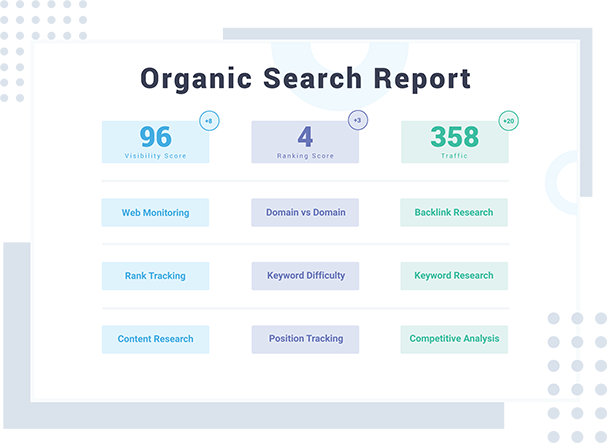 Organic Search Report
+8
+3
+20
96
4
358
Visibility Score
Ranking Score
Traffic
Web Monitoring
Domain vs Domain
Backlink Research
Rank Tracking
Keyword Difficulty
Keyword Research
Content Research
Position Tracking
Competitive Analysis